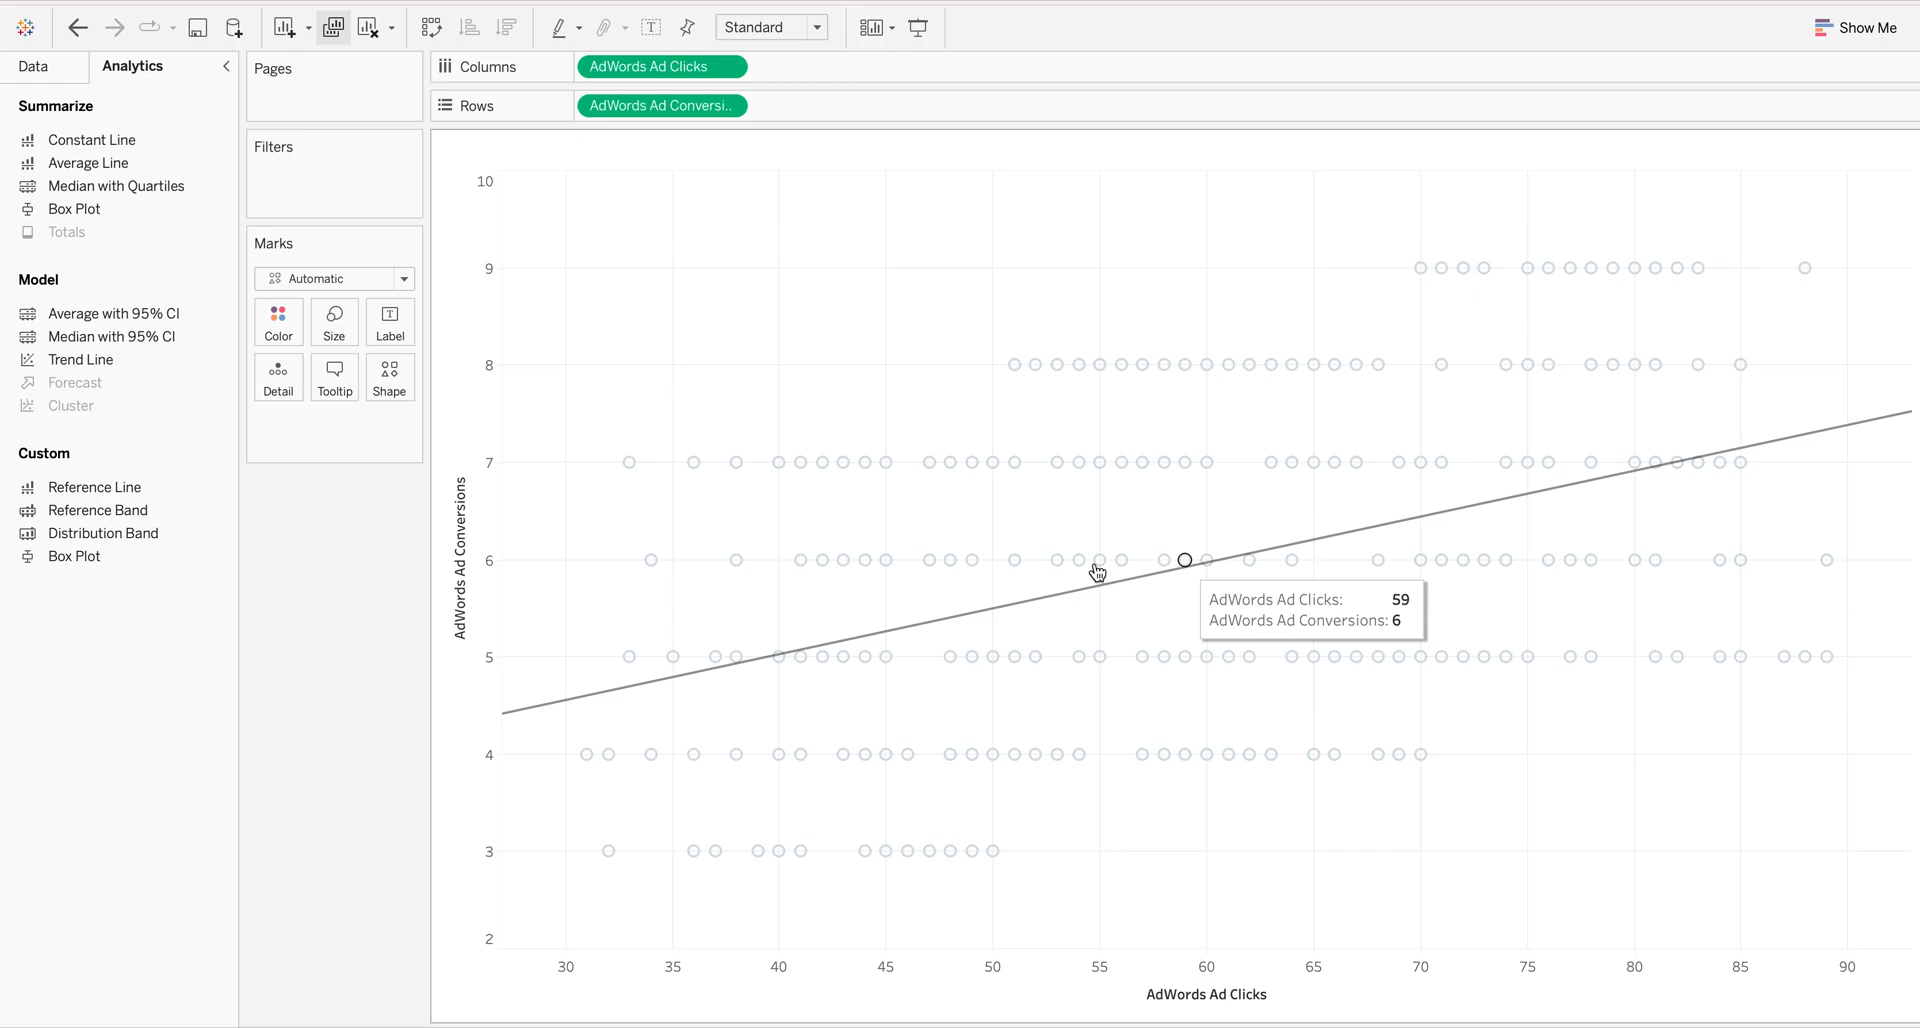 Standard
Show Me
Data
Analytics
Summarize
Constant Line
Average Line
Median with Quartiles
Box Plot
Totals
Model
Average with 95% CI
Median with 95% CI
Trend Line
Forecast
Cluster
Custom
Reference Line
Reference Band
Distribution Band
Box Plot
Pages
Filters
Marks
Automatic
Color
Size
Label
Detail
Tooltip
Shape
Columns
AdWords Ad Clicks
Rows
AdWords Ad Conversi..
10
9
8
7
6
5
4
3
2
AdWords Ad Conversions
AdWords Ad Clicks: 59
AdWords Ad Conversions: 6
30 35 40 45 50 55 60 65 70 75 80 85 90
AdWords Ad Clicks